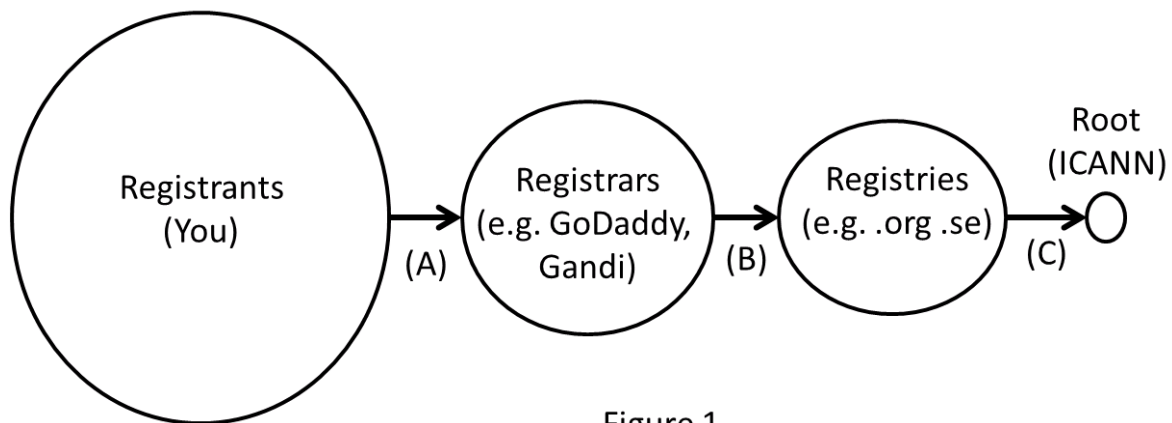 Registrants
(You)
(A)
Registrars
(e.g. GoDaddy,
Gandi)
(B)
Registries
(e.g. .org .se)
(C)
Root
(ICANN)
Figure 1